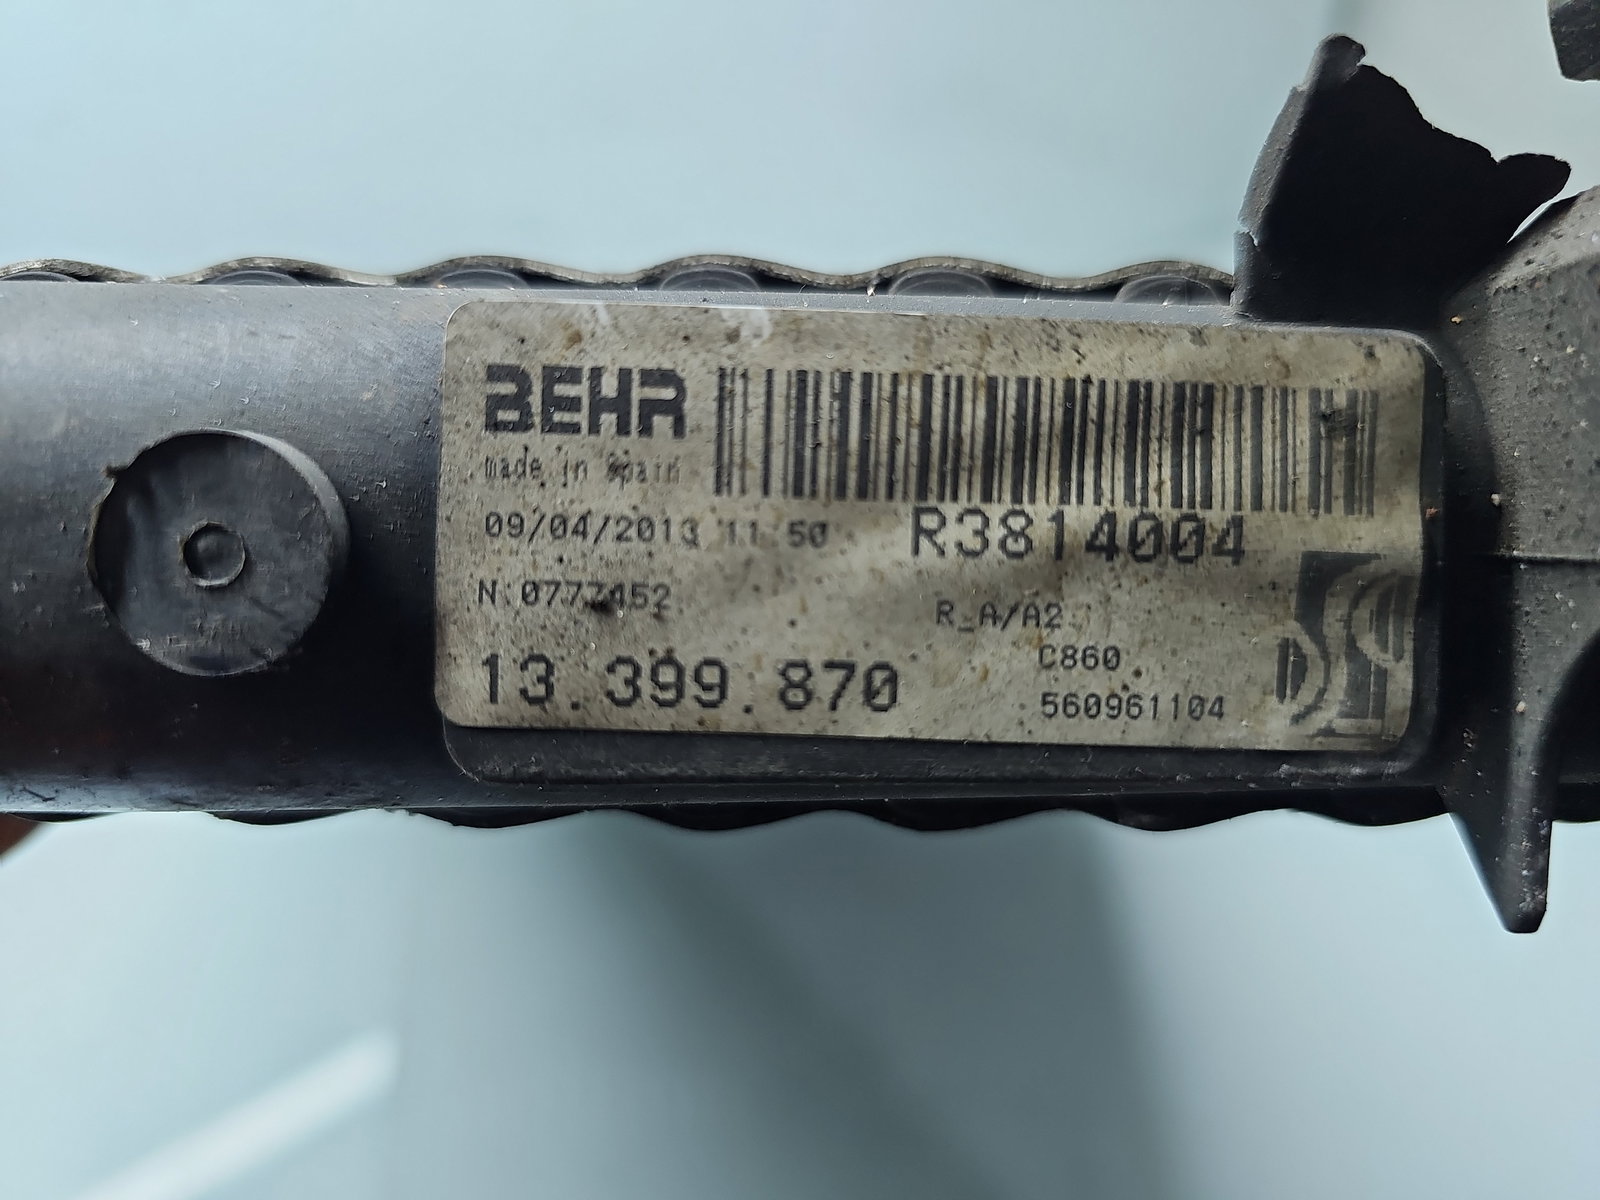 BEHR
made in Spain
09/04/2013 11:50 R3814004
N:0777452 R_A/A2
C860
13.399.870
560961104